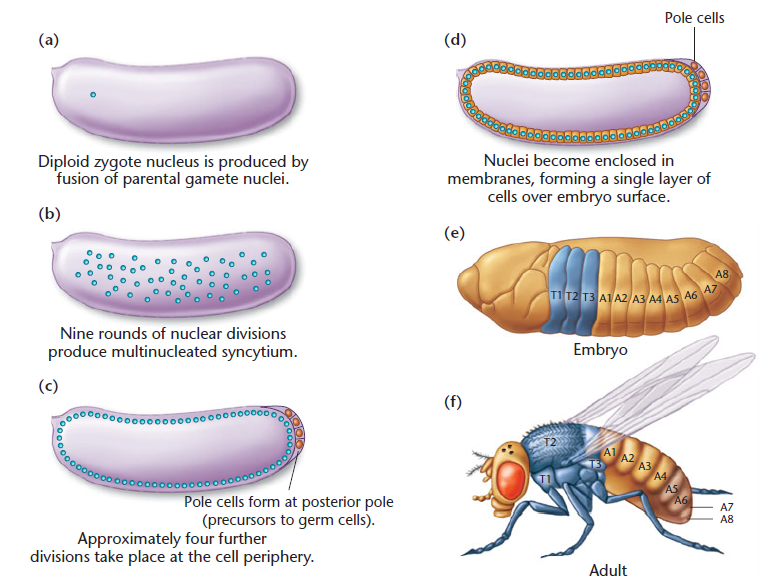 (a)
Diploid zygote nucleus is produced by
fusion of parental gamete nuclei.
(b)
Nine rounds of nuclear divisions
produce multinucleated syncytium.
(c)
Pole cells form at posterior pole
(precursors to germ cells).
Approximately four further
divisions take place at the cell periphery.
Pole cells
(d)
Nuclei become enclosed in
membranes, forming a single layer of
cells over embryo surface.
(e)
T1 T2 T3 A1 A2 A3 A4 A5 A6 A7 A8
Embryo
(f)
T2
T1
T3
A1
A2
A3
A4
A5
A6
A7
A8
Adult